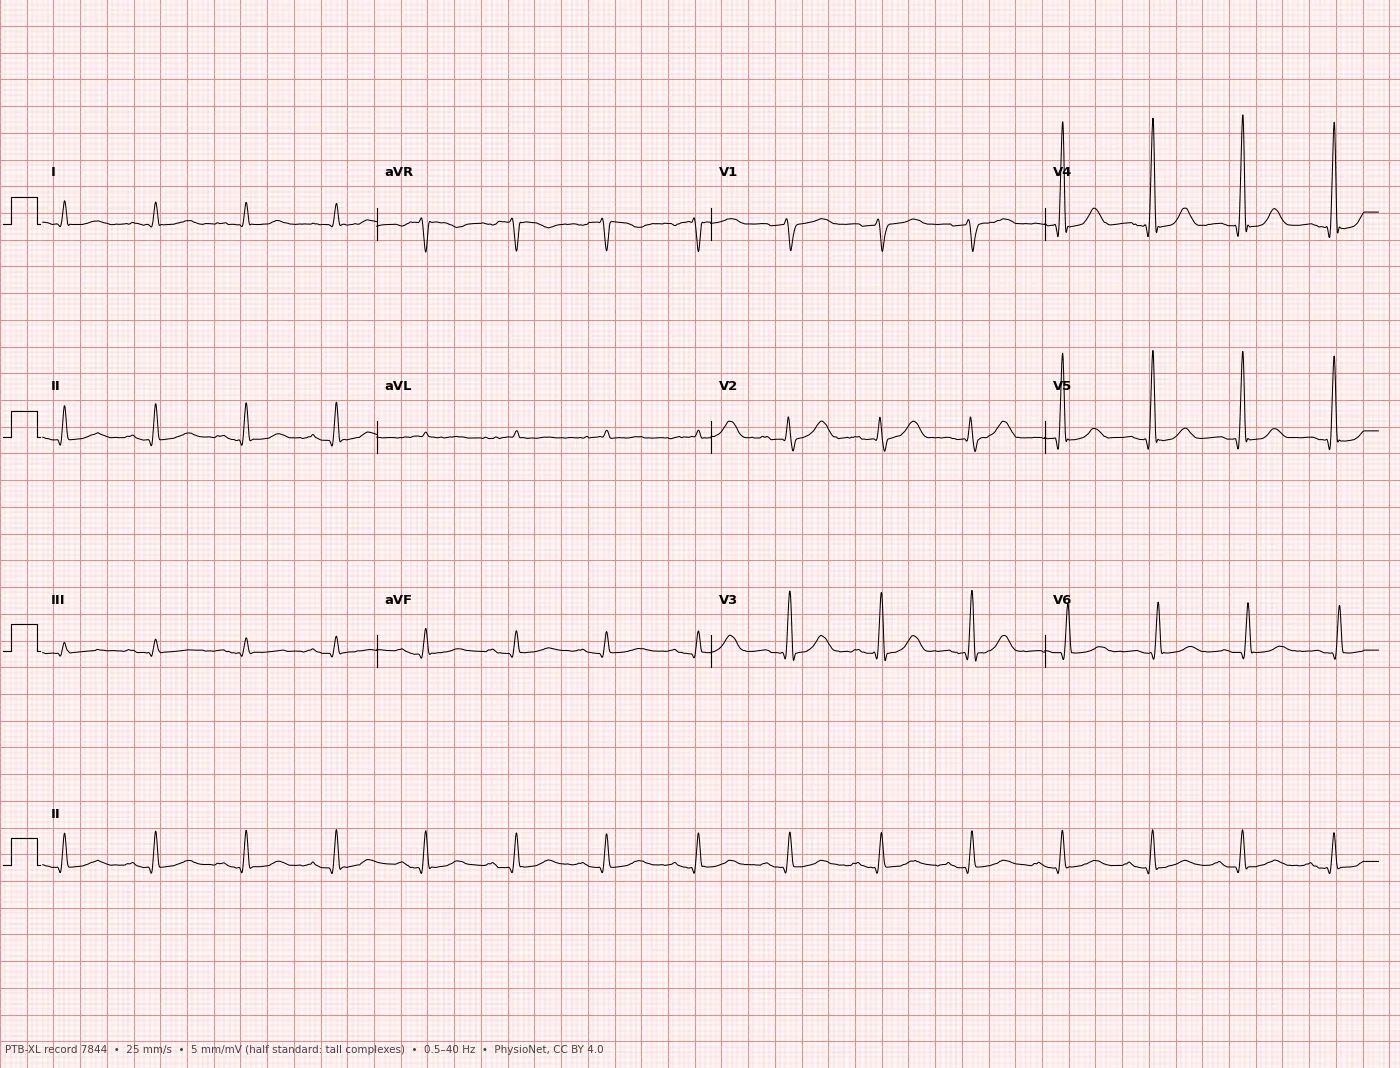 I aVR V1 V4
II aVL V2 V5
III aVF V3 V6
II
PTB-XL record 7844 • 25 mm/s • 5 mm/mV (half standard: tall complexes) • 0.5–40 Hz • PhysioNet, CC BY 4.0